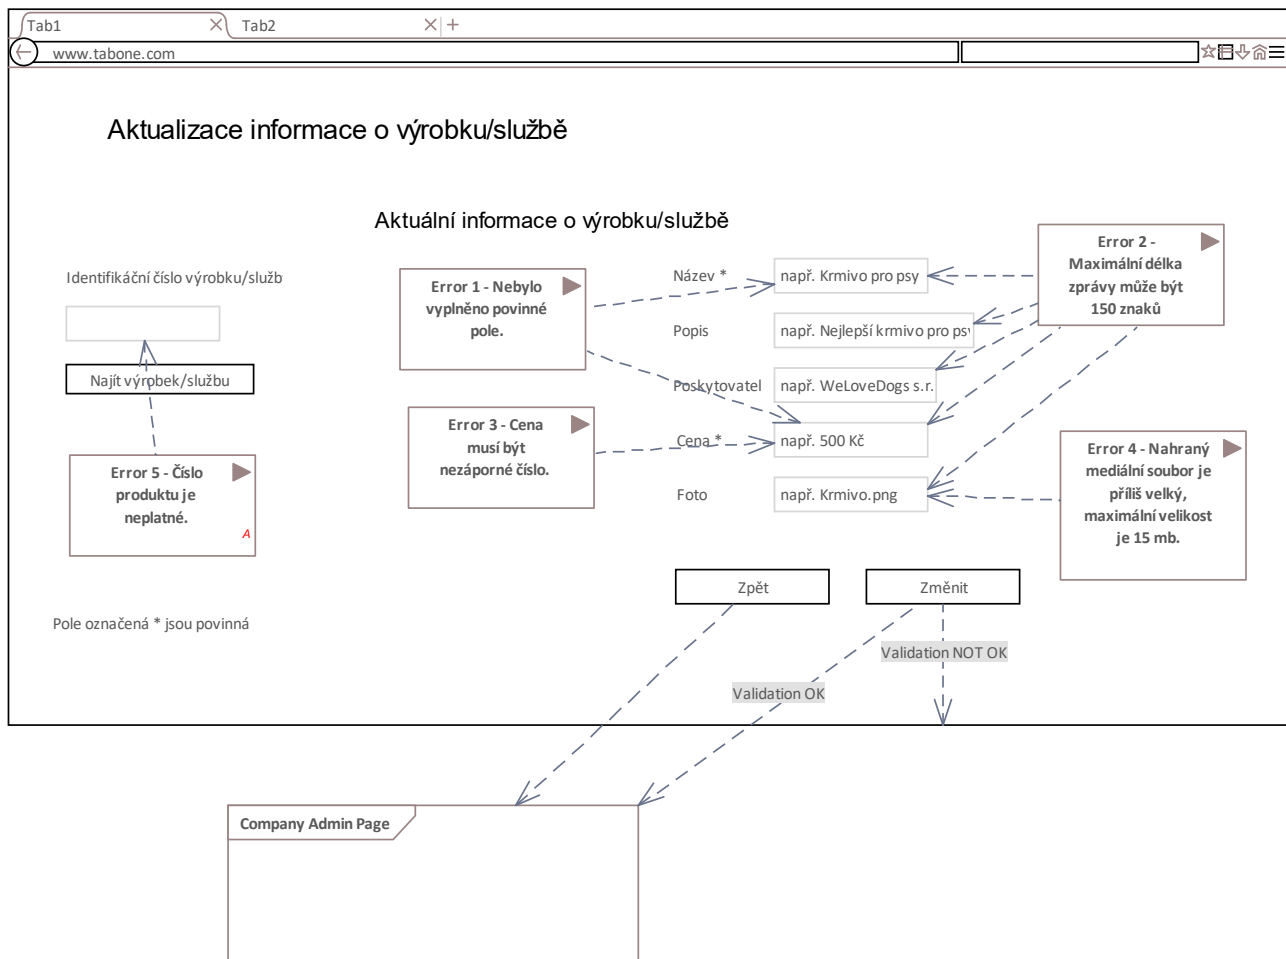 Tab1
Tab2
www.tabone.com
Aktualizace informace o výrobku/službě
Aktuální informace o výrobku/službě
Identifikáční číslo výrobku/služb
Najít výrobek/službu
Error 5 - Číslo
produktu je
neplatné.
A
Pole označená * jsou povinná
Error 1 - Nebylo
vyplněno povinné
pole.
Error 3 - Cena
musí být
nezáporné číslo.
Název *
např. Krmivo pro psy
Popis
např. Nejlepší krmivo pro psy
Poskytovatel
např. WeLoveDogs s.r.
Cena *
např. 500 Kč
Foto
např. Krmivo.png
Error 2 -
Maximální délka
zprávy může být
150 znaků
Error 4 - Nahraný
mediální soubor je
příliš velký,
maximální velikost
je 15 mb.
Zpět
Změnit
Validation NOT OK
Validation OK
Company Admin Page